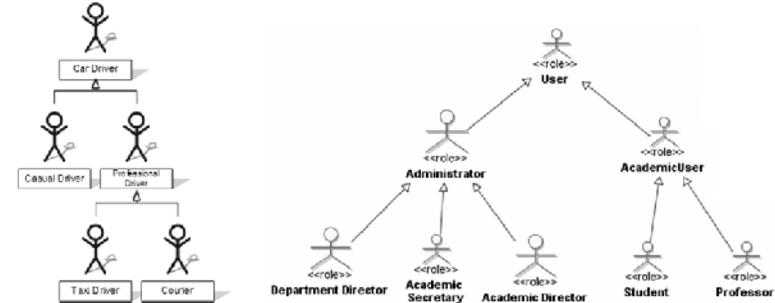 Car Driver
Casual Driver
Professional
Driver
Taxi Driver
Courier
<<role>>
User
<<role>>
Administrator
<<role>>
AcademicUser
<<role>>
Department Director
<<role>>
Academic
Secretary
<<role>>
Academic Director
<<role>>
Student
<<role>>
Professor